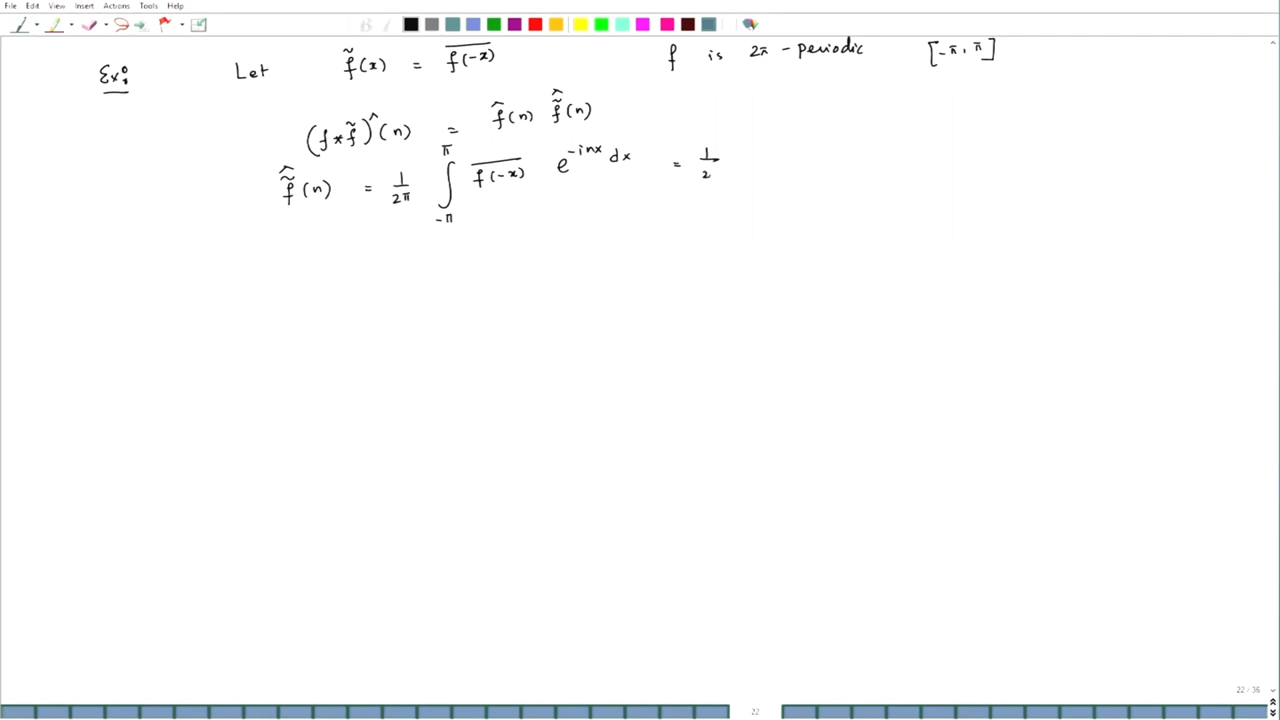 File Edit View Insert Actions Tools Help
Ex: Let f̃(x) = \overline{f(-x)} f is 2π - periodic [-π, π]
(f * f̃)^(n) = f̂(n) \hat{f̃}(n)
\hat{f̃}(n) = 1/2π ∫_{-π}^{π} \overline{f(-x)} e^{-inx} dx = 1/2
22 / 36
22